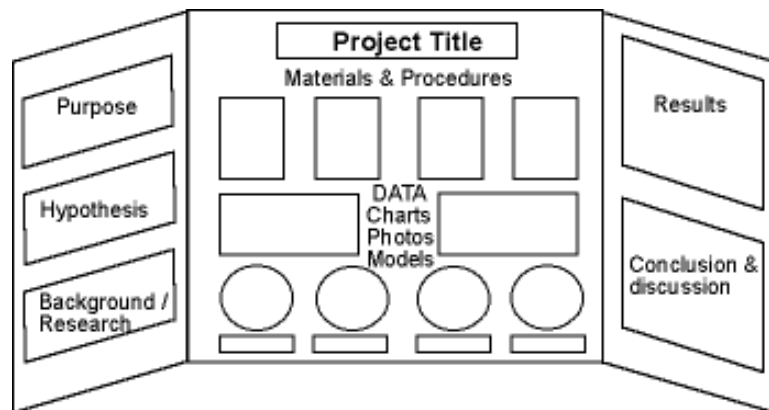 Project Title
Materials & Procedures
Purpose
Hypothesis
Background /
Research
DATA
Charts
Photos
Models
Results
Conclusion &
discussion